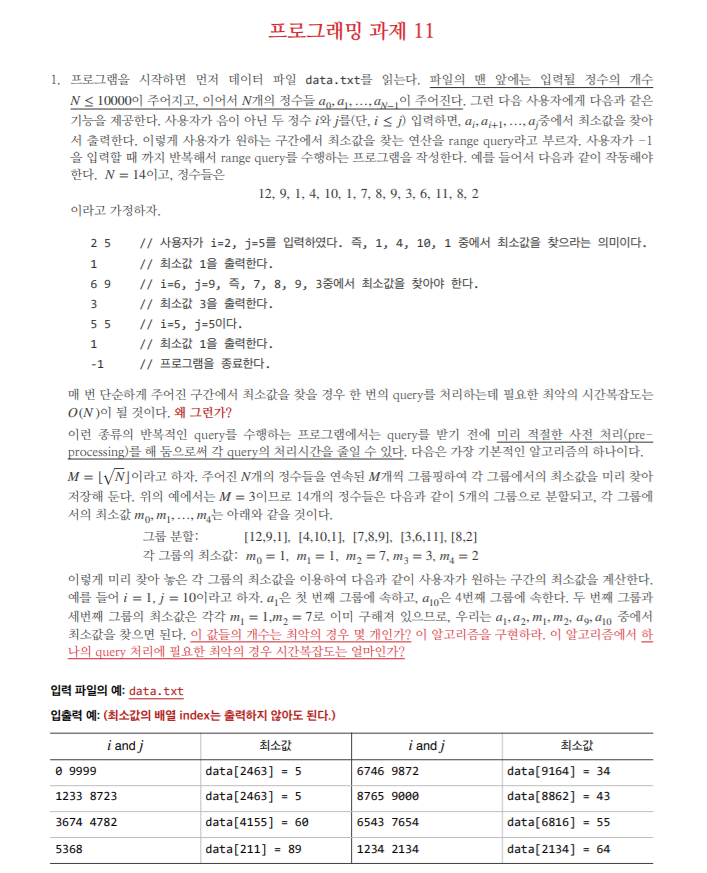 프로그래밍 과제 11
1. 프로그램을 시작하면 먼저 데이터 파일 data.txt를 읽는다. 파일의 맨 앞에는 입력될 정수의 개수
N ≤ 10000이 주어지고, 이어서 N개의 정수들 a₀, a₁, …, a_{N−1}이 주어진다. 그런 다음 사용자에게 다음과 같은
기능을 제공한다. 사용자가 음이 아닌 두 정수 i와 j를(단, i ≤ j) 입력하면, aᵢ, aᵢ₊₁, …, aⱼ중에서 최소값을 찾아
서 출력한다. 이렇게 사용자가 원하는 구간에서 최소값을 찾는 연산을 range query라고 부르자. 사용자가 −1
을 입력할 때 까지 반복해서 range query를 수행하는 프로그램을 작성한다. 예를 들어서 다음과 같이 작동해야
한다. N = 14이고, 정수들은
12, 9, 1, 4, 10, 1, 7, 8, 9, 3, 6, 11, 8, 2
이라고 가정하자.
2 5 // 사용자가 i=2, j=5를 입력하였다. 즉, 1, 4, 10, 1 중에서 최소값을 찾으라는 의미이다.
1 // 최소값 1을 출력한다.
6 9 // i=6, j=9, 즉, 7, 8, 9, 3중에서 최소값을 찾아야 한다.
3 // 최소값 3을 출력한다.
5 5 // i=5, j=5이다.
1 // 최소값 1을 출력한다.
-1 // 프로그램을 종료한다.
매 번 단순하게 주어진 구간에서 최소값을 찾을 경우 한 번의 query를 처리하는데 필요한 최악의 시간복잡도는
O(N)이 될 것이다. 왜 그런가?
이런 종류의 반복적인 query를 수행하는 프로그램에서는 query를 받기 전에 미리 적절한 사전 처리(pre-
processing)를 해 둠으로써 각 query의 처리시간을 줄일 수 있다. 다음은 가장 기본적인 알고리즘의 하나이다.
M = ⌊√N⌋이라고 하자. 주어진 N개의 정수들을 연속된 M개씩 그룹핑하여 각 그룹에서의 최소값을 미리 찾아
저장해 둔다. 위의 예에서는 M = 3이므로 14개의 정수들은 다음과 같이 5개의 그룹으로 분할되고, 각 그룹에
서의 최소값 m₀, m₁, …, m₄는 아래와 같을 것이다.
그룹 분할: [12,9,1], [4,10,1], [7,8,9], [3,6,11], [8,2]
각 그룹의 최소값: m₀ = 1, m₁ = 1, m₂ = 7, m₃ = 3, m₄ = 2
이렇게 미리 찾아 놓은 각 그룹의 최소값을 이용하여 다음과 같이 사용자가 원하는 구간의 최소값을 계산한다.
예를 들어 i = 1, j = 10이라고 하자. a₁은 첫 번째 그룹에 속하고, a₁₀은 4번째 그룹에 속한다. 두 번째 그룹과
세번째 그룹의 최소값은 각각 m₁ = 1,m₂ = 7로 이미 구해져 있으므로, 우리는 a₁, a₂, m₁, m₂, a₉, a₁₀ 중에서
최소값을 찾으면 된다. 이 값들의 개수는 최악의 경우 몇 개인가? 이 알고리즘을 구현하라. 이 알고리즘에서 하
나의 query 처리에 필요한 최악의 경우 시간복잡도는 얼마인가?
입력 파일의 예: data.txt
입출력 예: (최소값의 배열 index는 출력하지 않아도 된다.)
i and j 최소값 i and j 최소값
0 9999 data[2463] = 5 6746 9872 data[9164] = 34
1233 8723 data[2463] = 5 8765 9000 data[8862] = 43
3674 4782 data[4155] = 60 6543 7654 data[6816] = 55
5368 data[211] = 89 1234 2134 data[2134] = 64